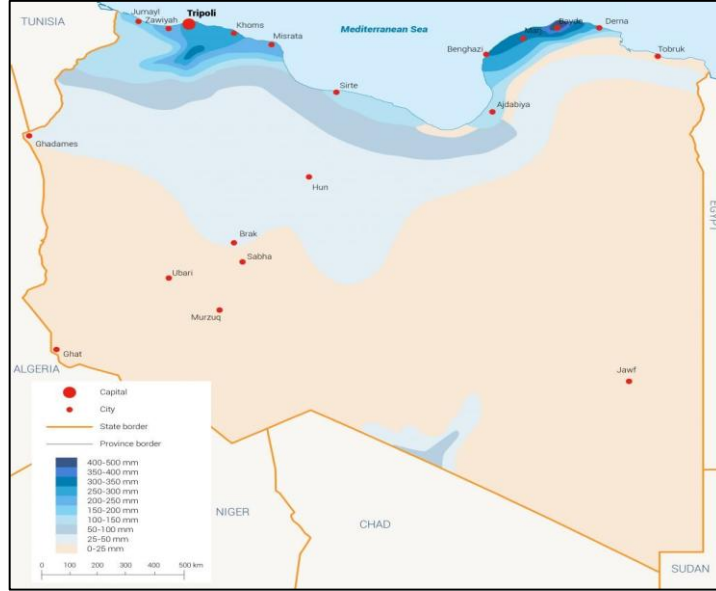 TUNISIA
Jumayl
Zawiyah
Tripoli
Khoms
Misrata
Mediterranean Sea
Bayda
Marj
Derna
Benghazi
Tobruk
Sirte
Ajdabiya
Ghadames
Hun
EGYPT
Brak
Sabha
Ubari
Murzuq
Ghat
ALGERIA
Jawf
Capital
City
State border
Province border
400-500 mm
350-400 mm
300-350 mm
250-300 mm
200-250 mm
150-200 mm
100-150 mm
50-100 mm
25-50 mm
0-25 mm
0 100 200 300 400 500 km
NIGER
CHAD
SUDAN